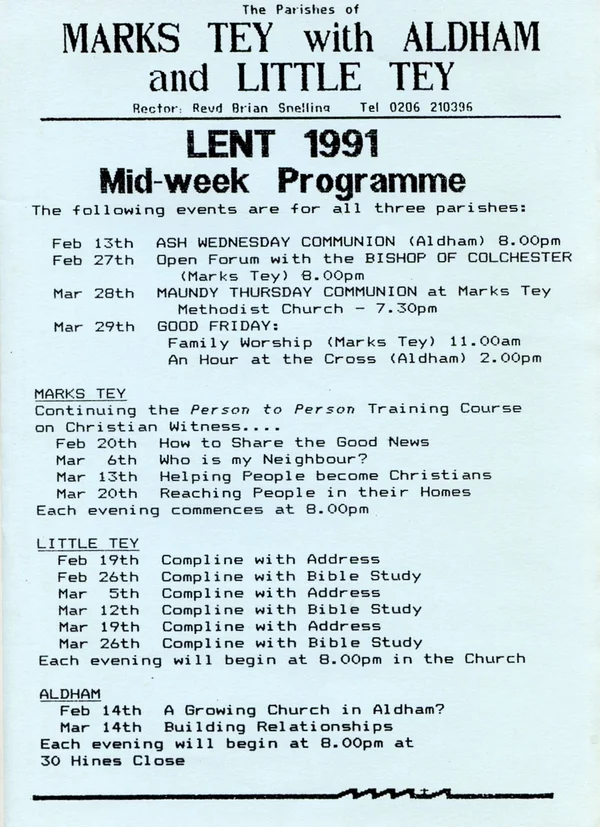 The Parishes of
MARKS TEY with ALDHAM
and LITTLE TEY
Rector: Revd Brian Snelling Tel 0206 210396
LENT 1991
Mid-week Programme
The following events are for all three parishes:
Feb 13th ASH WEDNESDAY COMMUNION (Aldham) 8.00pm
Feb 27th Open Forum with the BISHOP OF COLCHESTER
(Marks Tey) 8.00pm
Mar 28th MAUNDY THURSDAY COMMUNION at Marks Tey
Methodist Church - 7.30pm
Mar 29th GOOD FRIDAY:
Family Worship (Marks Tey) 11.00am
An Hour at the Cross (Aldham) 2.00pm
MARKS TEY
Continuing the Person to Person Training Course
on Christian Witness....
Feb 20th How to Share the Good News
Mar 6th Who is my Neighbour?
Mar 13th Helping People become Christians
Mar 20th Reaching People in their Homes
Each evening commences at 8.00pm
LITTLE TEY
Feb 19th Compline with Address
Feb 26th Compline with Bible Study
Mar 5th Compline with Address
Mar 12th Compline with Bible Study
Mar 19th Compline with Address
Mar 26th Compline with Bible Study
Each evening will begin at 8.00pm in the Church
ALDHAM
Feb 14th A Growing Church in Aldham?
Mar 14th Building Relationships
Each evening will begin at 8.00pm at
30 Hines Close